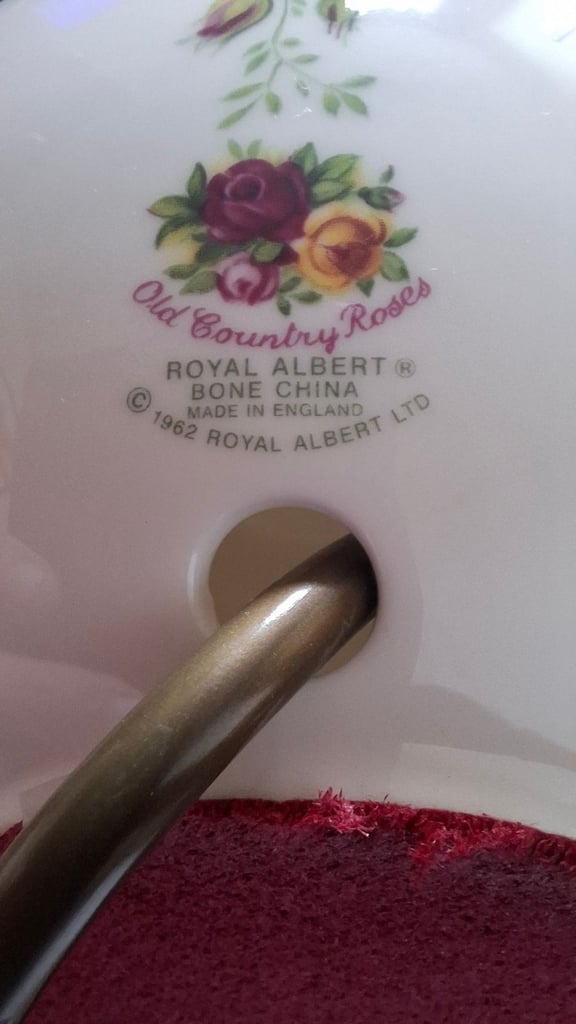 Old Country Roses
ROYAL ALBERT ®
BONE CHINA
MADE IN ENGLAND
© 1962 ROYAL ALBERT LTD